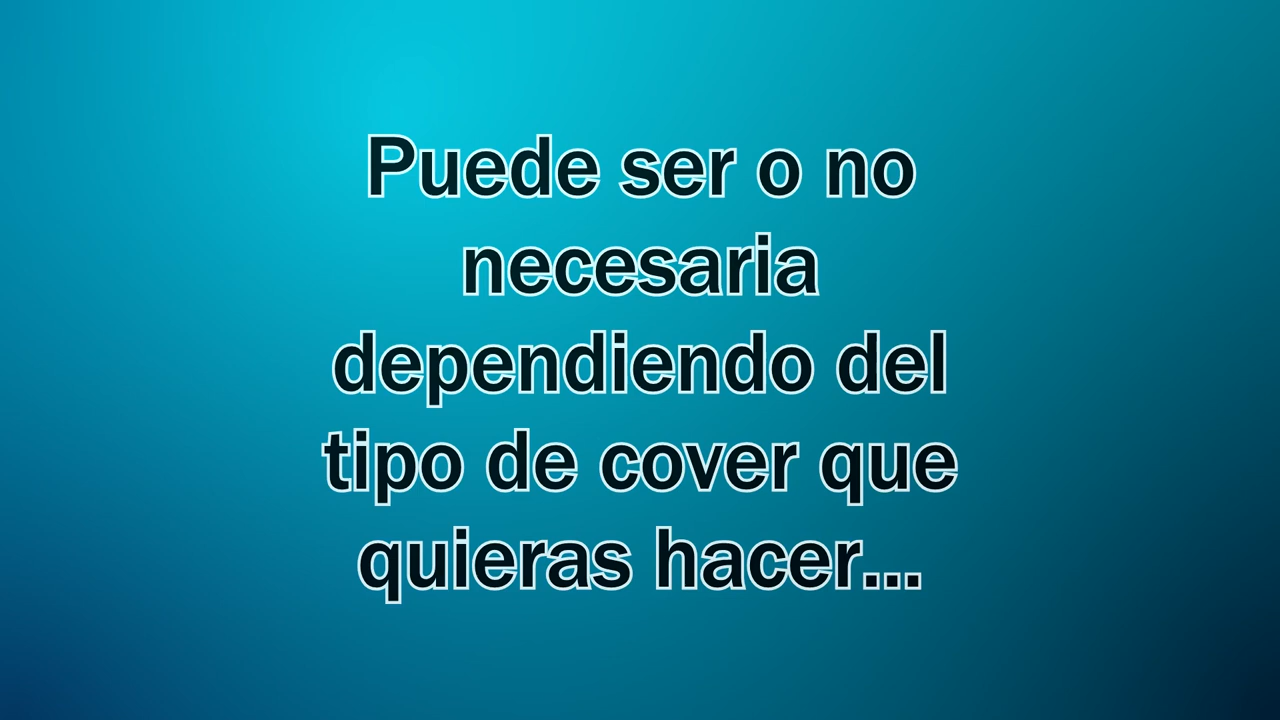 Puede ser o no
necesaria
dependiendo del
tipo de cover que
quieras hacer...